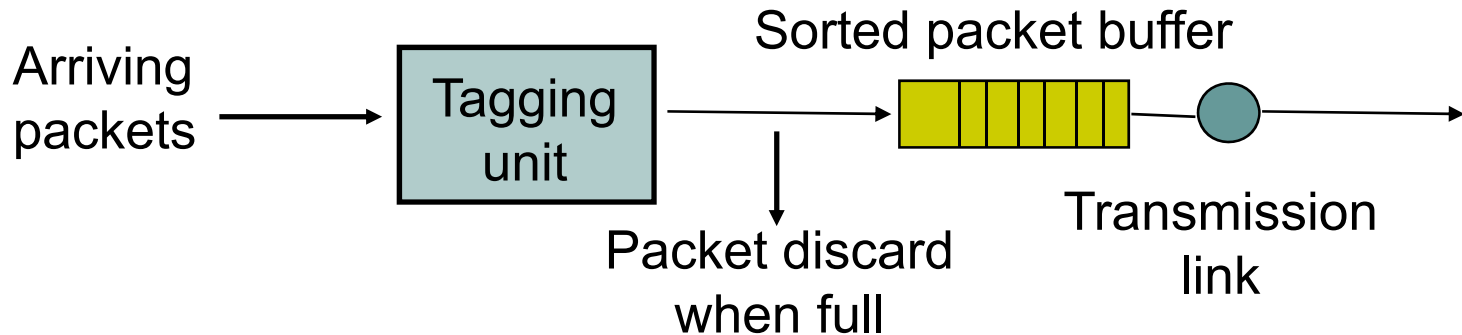 Arriving
packets
Tagging
unit
Sorted packet buffer
Packet discard
when full
Transmission
link